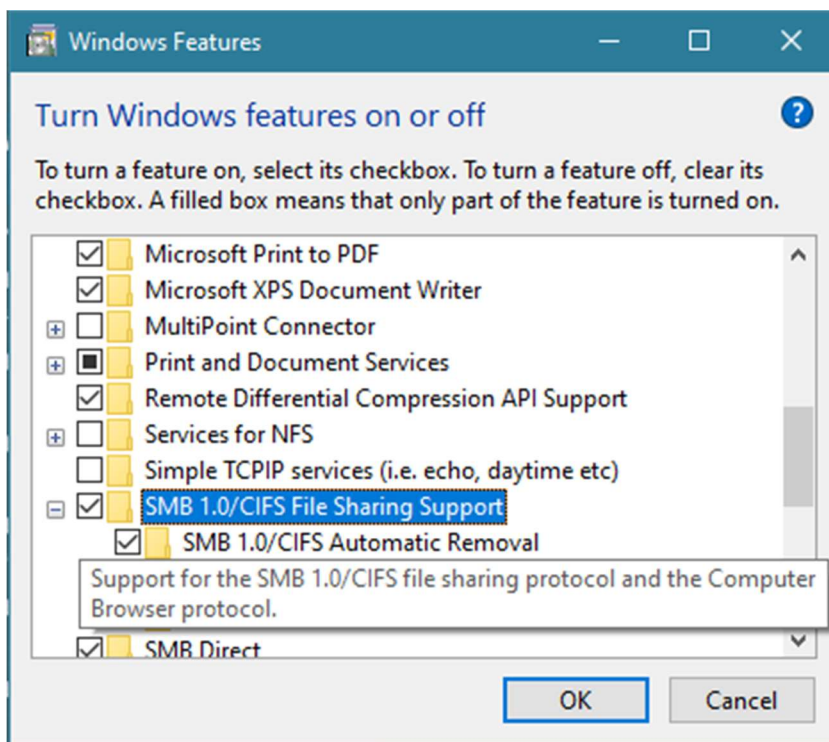 Windows Features
Turn Windows features on or off
To turn a feature on, select its checkbox. To turn a feature off, clear its
checkbox. A filled box means that only part of the feature is turned on.
Microsoft Print to PDF
Microsoft XPS Document Writer
MultiPoint Connector
Print and Document Services
Remote Differential Compression API Support
Services for NFS
Simple TCPIP services (i.e. echo, daytime etc)
SMB 1.0/CIFS File Sharing Support
SMB 1.0/CIFS Automatic Removal
Support for the SMB 1.0/CIFS file sharing protocol and the Computer
Browser protocol.
SMB Direct
OK
Cancel